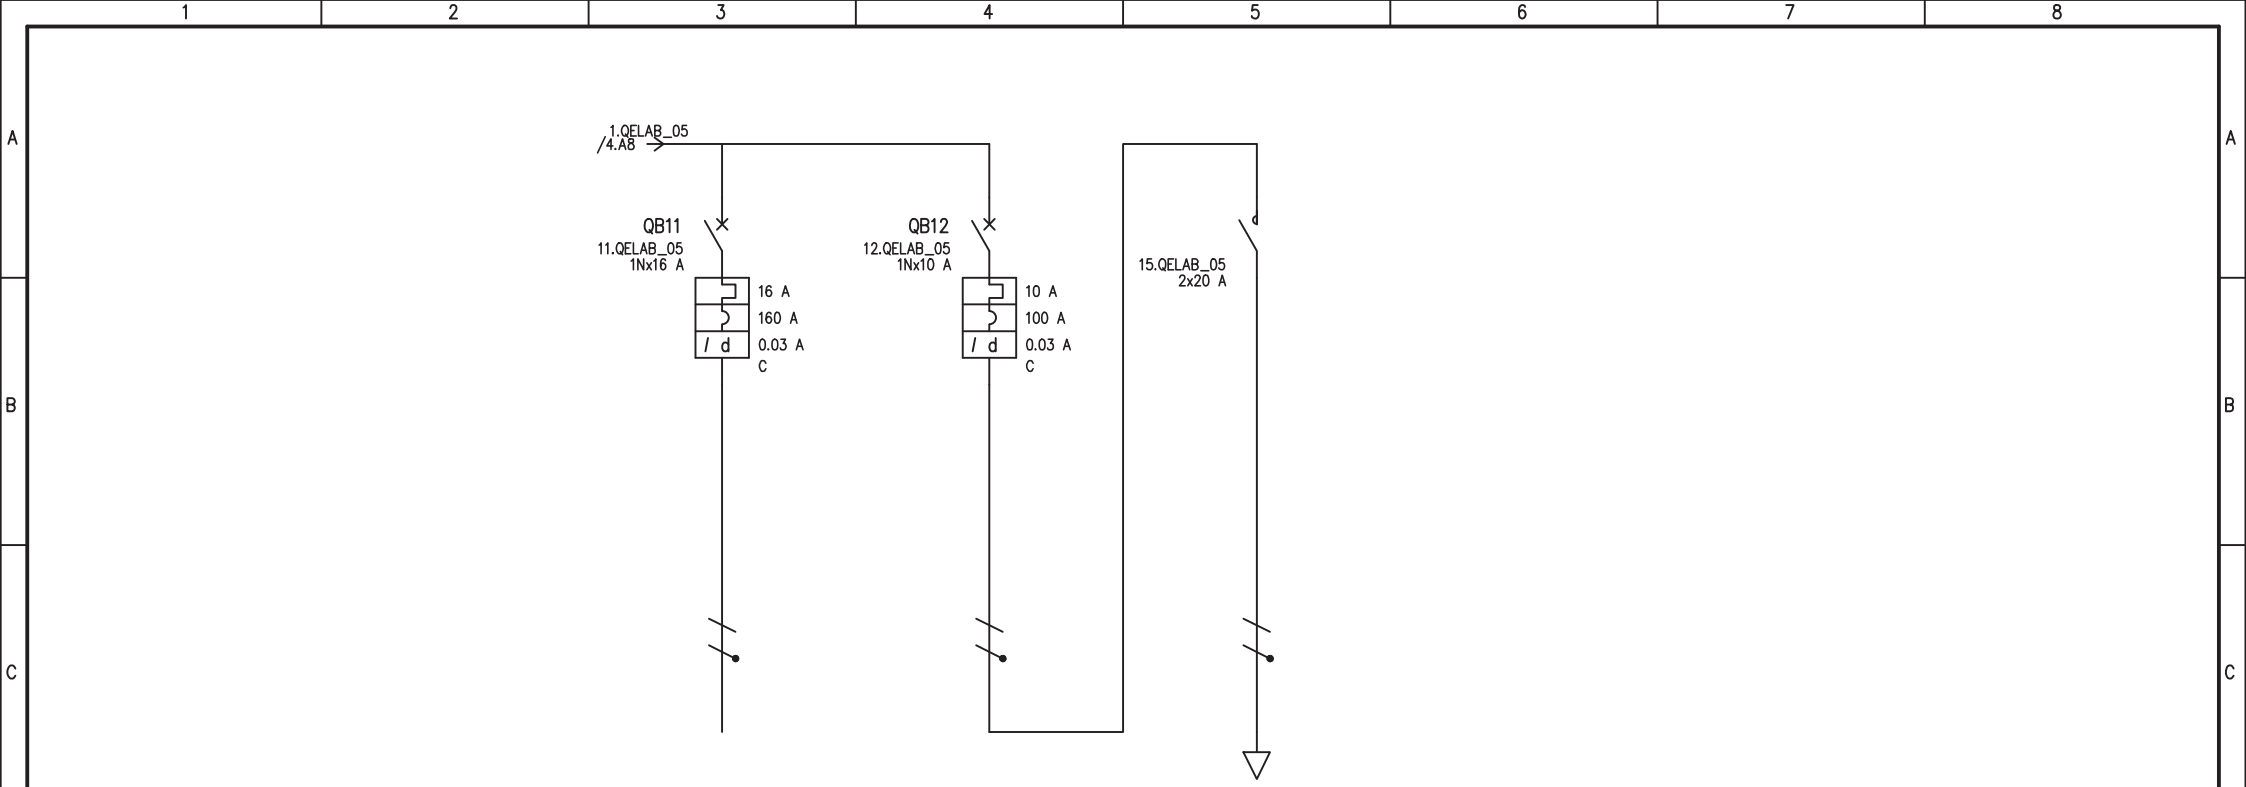 1 2 3 4 5 6 7 8
A A
1.QELAB_05
/4.A8
QB11
11.QELAB_05
1Nx16 A
16 A
160 A
I d 0.03 A
C
QB12
12.QELAB_05
1Nx10 A
10 A
100 A
I d 0.03 A
C
15.QELAB_05
2x20 A
B B
C C